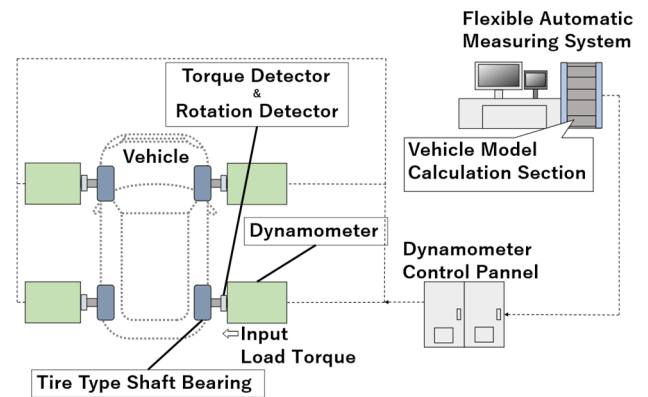 Flexible Automatic
Measuring System
Torque Detector
&
Rotation Detector
Vehicle
Vehicle Model
Calculation Section
Dynamometer
Dynamometer
Control Pannel
Input
Load Torque
Tire Type Shaft Bearing